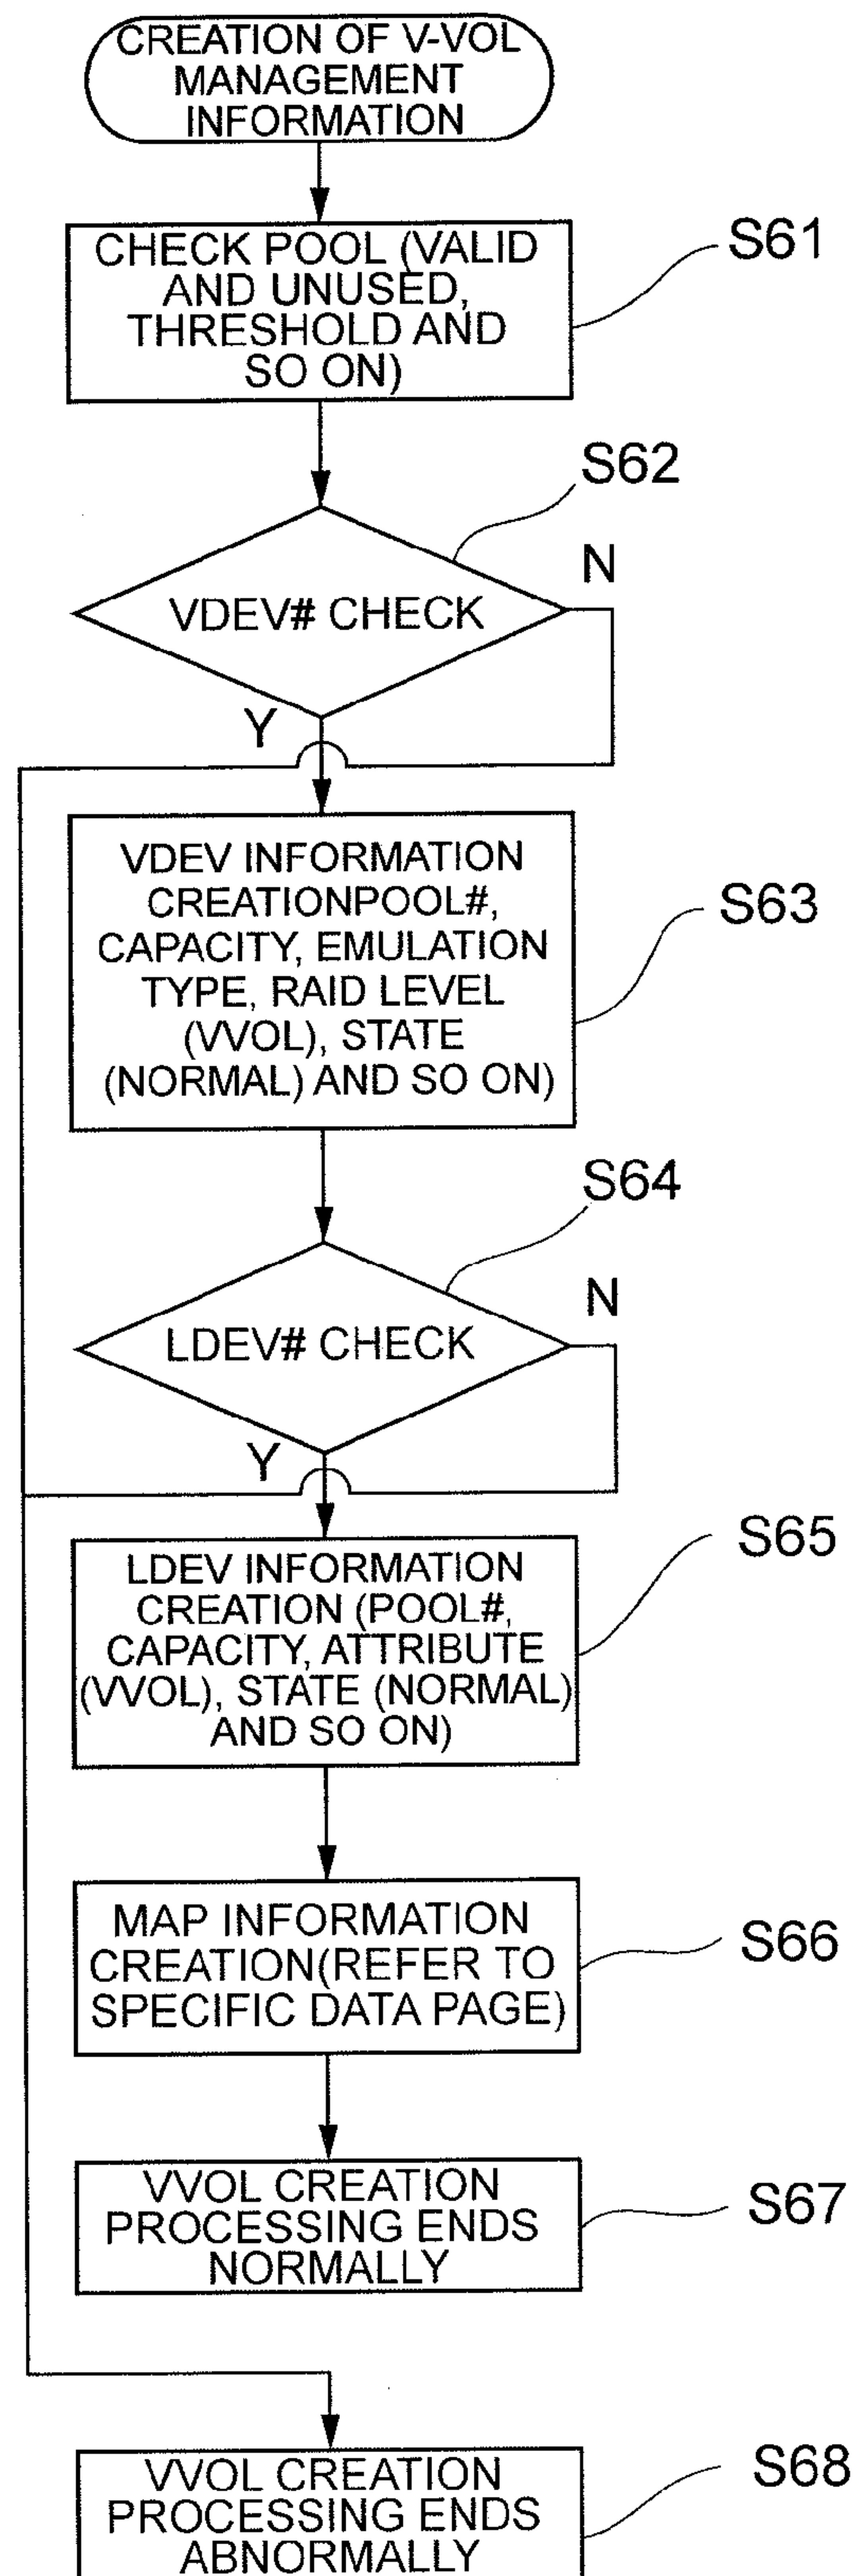 CREATION OF V-VOL
MANAGEMENT
INFORMATION
CHECK POOL (VALID
AND UNUSED,
THRESHOLD AND
SO ON)
S61
S62
VDEV# CHECK
N
Y
VDEV INFORMATION
CREATIONPOOL#,
CAPACITY, EMULATION
TYPE, RAID LEVEL
(VVOL), STATE
(NORMAL) AND SO ON)
S63
S64
LDEV# CHECK
N
Y
LDEV INFORMATION
CREATION (POOL#,
CAPACITY, ATTRIBUTE
(VVOL), STATE (NORMAL)
AND SO ON)
S65
MAP INFORMATION
CREATION(REFER TO
SPECIFIC DATA PAGE)
S66
VVOL CREATION
PROCESSING ENDS
NORMALLY
S67
VVOL CREATION
PROCESSING ENDS
ABNORMALLY
S68